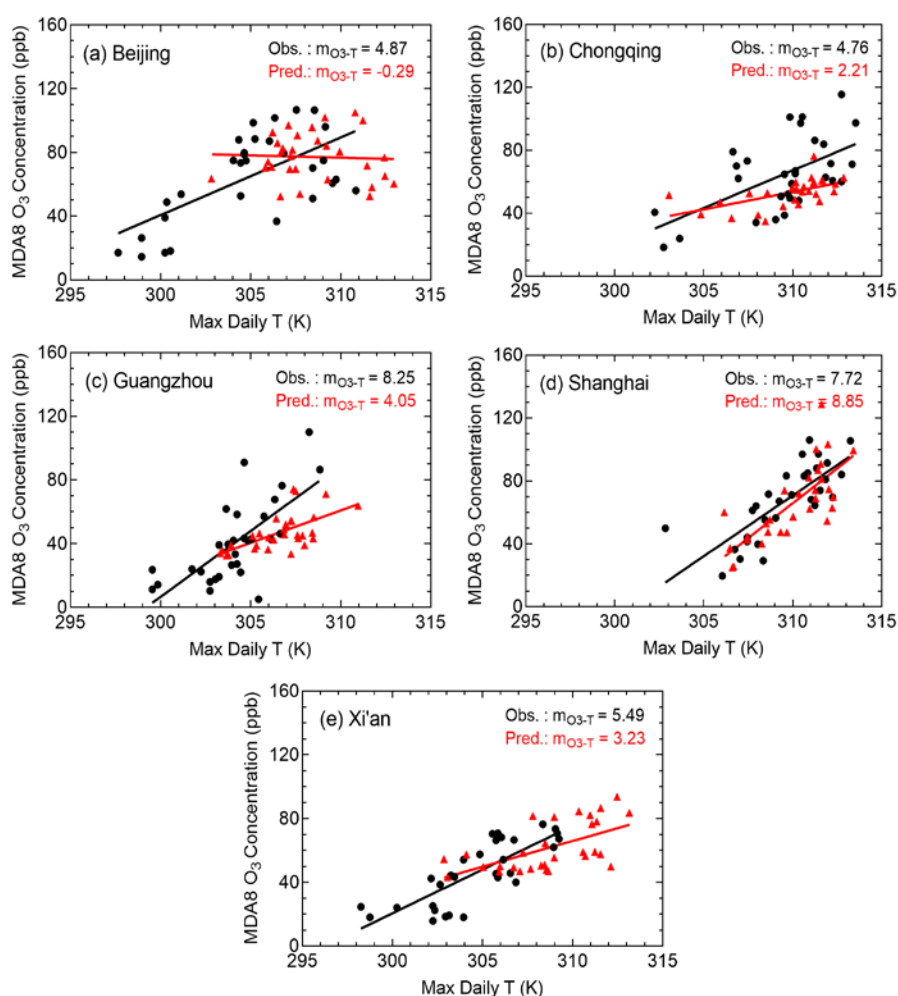 160
120
80
40
0
MDA8 O3 Concentration (ppb)
(a) Beijing
Obs. : mO3-T = 4.87
Pred.: mO3-T = -0.29
295 300 305 310 315
Max Daily T (K)
160
120
80
40
0
MDA8 O3 Concentration (ppb)
(b) Chongqing
Obs. : mO3-T = 4.76
Pred.: mO3-T = 2.21
295 300 305 310 315
Max Daily T (K)
160
120
80
40
0
MDA8 O3 Concentration (ppb)
(c) Guangzhou
Obs. : mO3-T = 8.25
Pred.: mO3-T = 4.05
295 300 305 310 315
Max Daily T (K)
160
120
80
40
0
MDA8 O3 Concentration (ppb)
(d) Shanghai
Obs. : mO3-T = 7.72
Pred.: mO3-T = 8.85
295 300 305 310 315
Max Daily T (K)
160
120
80
40
0
MDA8 O3 Concentration (ppb)
(e) Xi'an
Obs. : mO3-T = 5.49
Pred.: mO3-T = 3.23
295 300 305 310 315
Max Daily T (K)